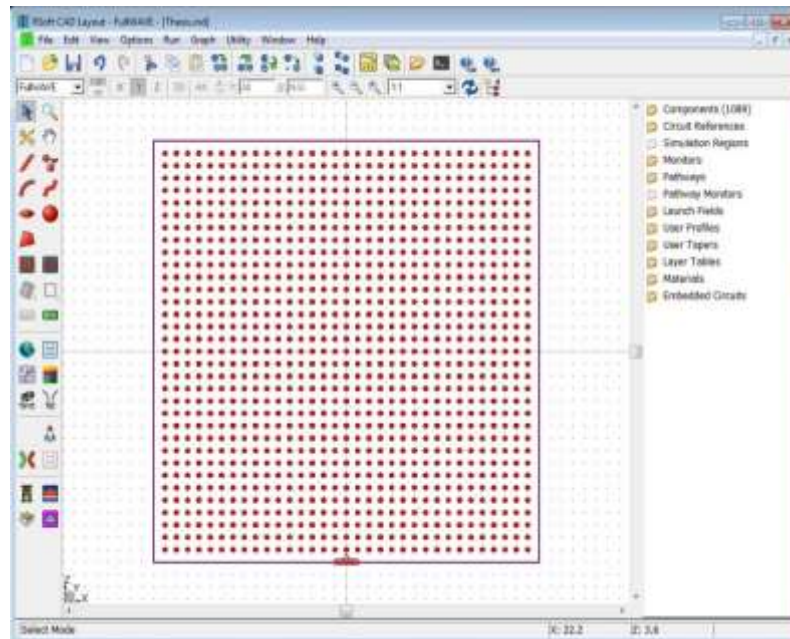 RSoft CAD Layout - FullWAVE - [Thesis.ind]
File Edit View Options Run Graph Utility Window Help
FullWAVE
1:1
Components (1089)
Circuit References
Simulation Regions
Monitors
Pathways
Pathway Monitors
Launch Fields
User Profiles
User Tapers
Layer Tables
Materials
Embedded Circuits
Z
Y
X
Select Mode X: 22.2 Z: 3.6